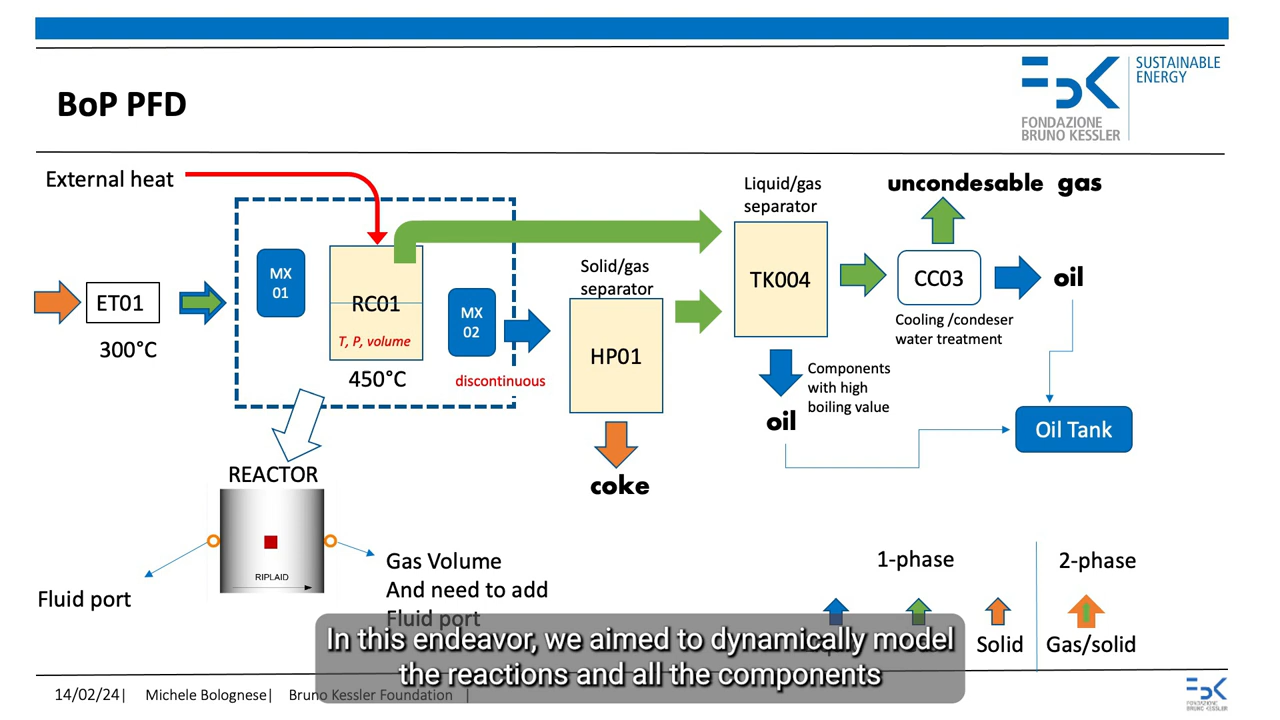 BoP PFD
SUSTAINABLE
ENERGY
FONDAZIONE
BRUNO KESSLER
External heat
Liquid/gas
separator
uncondesable gas
MX
01
RC01
T, P, volume
450°C
MX
02
discontinuous
ET01
300°C
Solid/gas
separator
HP01
coke
TK004
Components
with high
boiling value
oil
CC03
Cooling /condeser
water treatment
oil
Oil Tank
REACTOR
RIPLAID
Fluid port
Gas Volume
And need to add
Fluid port
1-phase
2-phase
Solid
Gas/solid
In this endeavor, we aimed to dynamically model
the reactions and all the components
14/02/24| Michele Bolognese| Bruno Kessler Foundation |
FONDAZIONE
BRUNO KESSLER